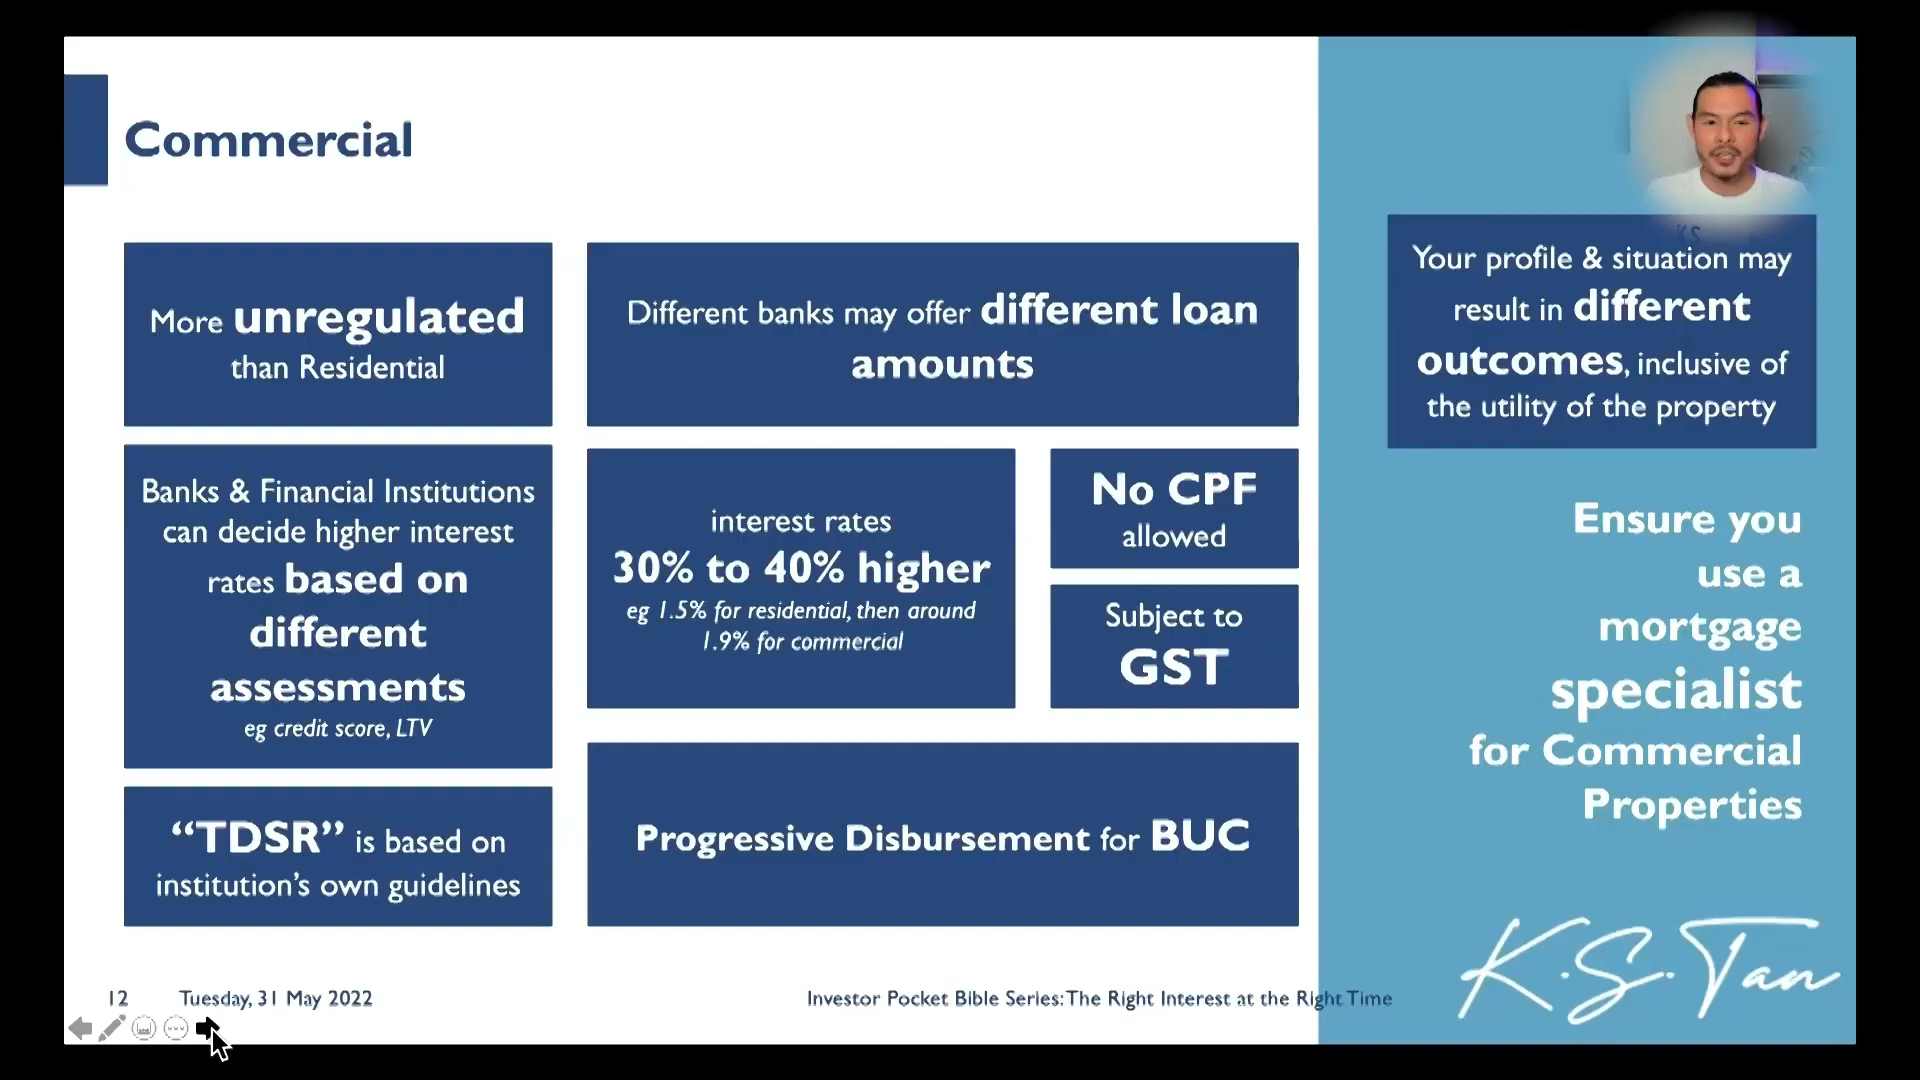 Commercial
More unregulated
than Residential
Different banks may offer different loan
amounts
Your profile & situation may
result in different
outcomes, inclusive of
the utility of the property
Banks & Financial Institutions
can decide higher interest
rates based on
different
assessments
eg credit score, LTV
interest rates
30% to 40% higher
eg 1.5% for residential, then around
1.9% for commercial
No CPF
allowed
Subject to
GST
Ensure you
use a
mortgage
specialist
for Commercial
Properties
“TDSR” is based on
institution’s own guidelines
Progressive Disbursement for BUC
K.S.Tan
12
Tuesday, 31 May 2022
Investor Pocket Bible Series: The Right Interest at the Right Time